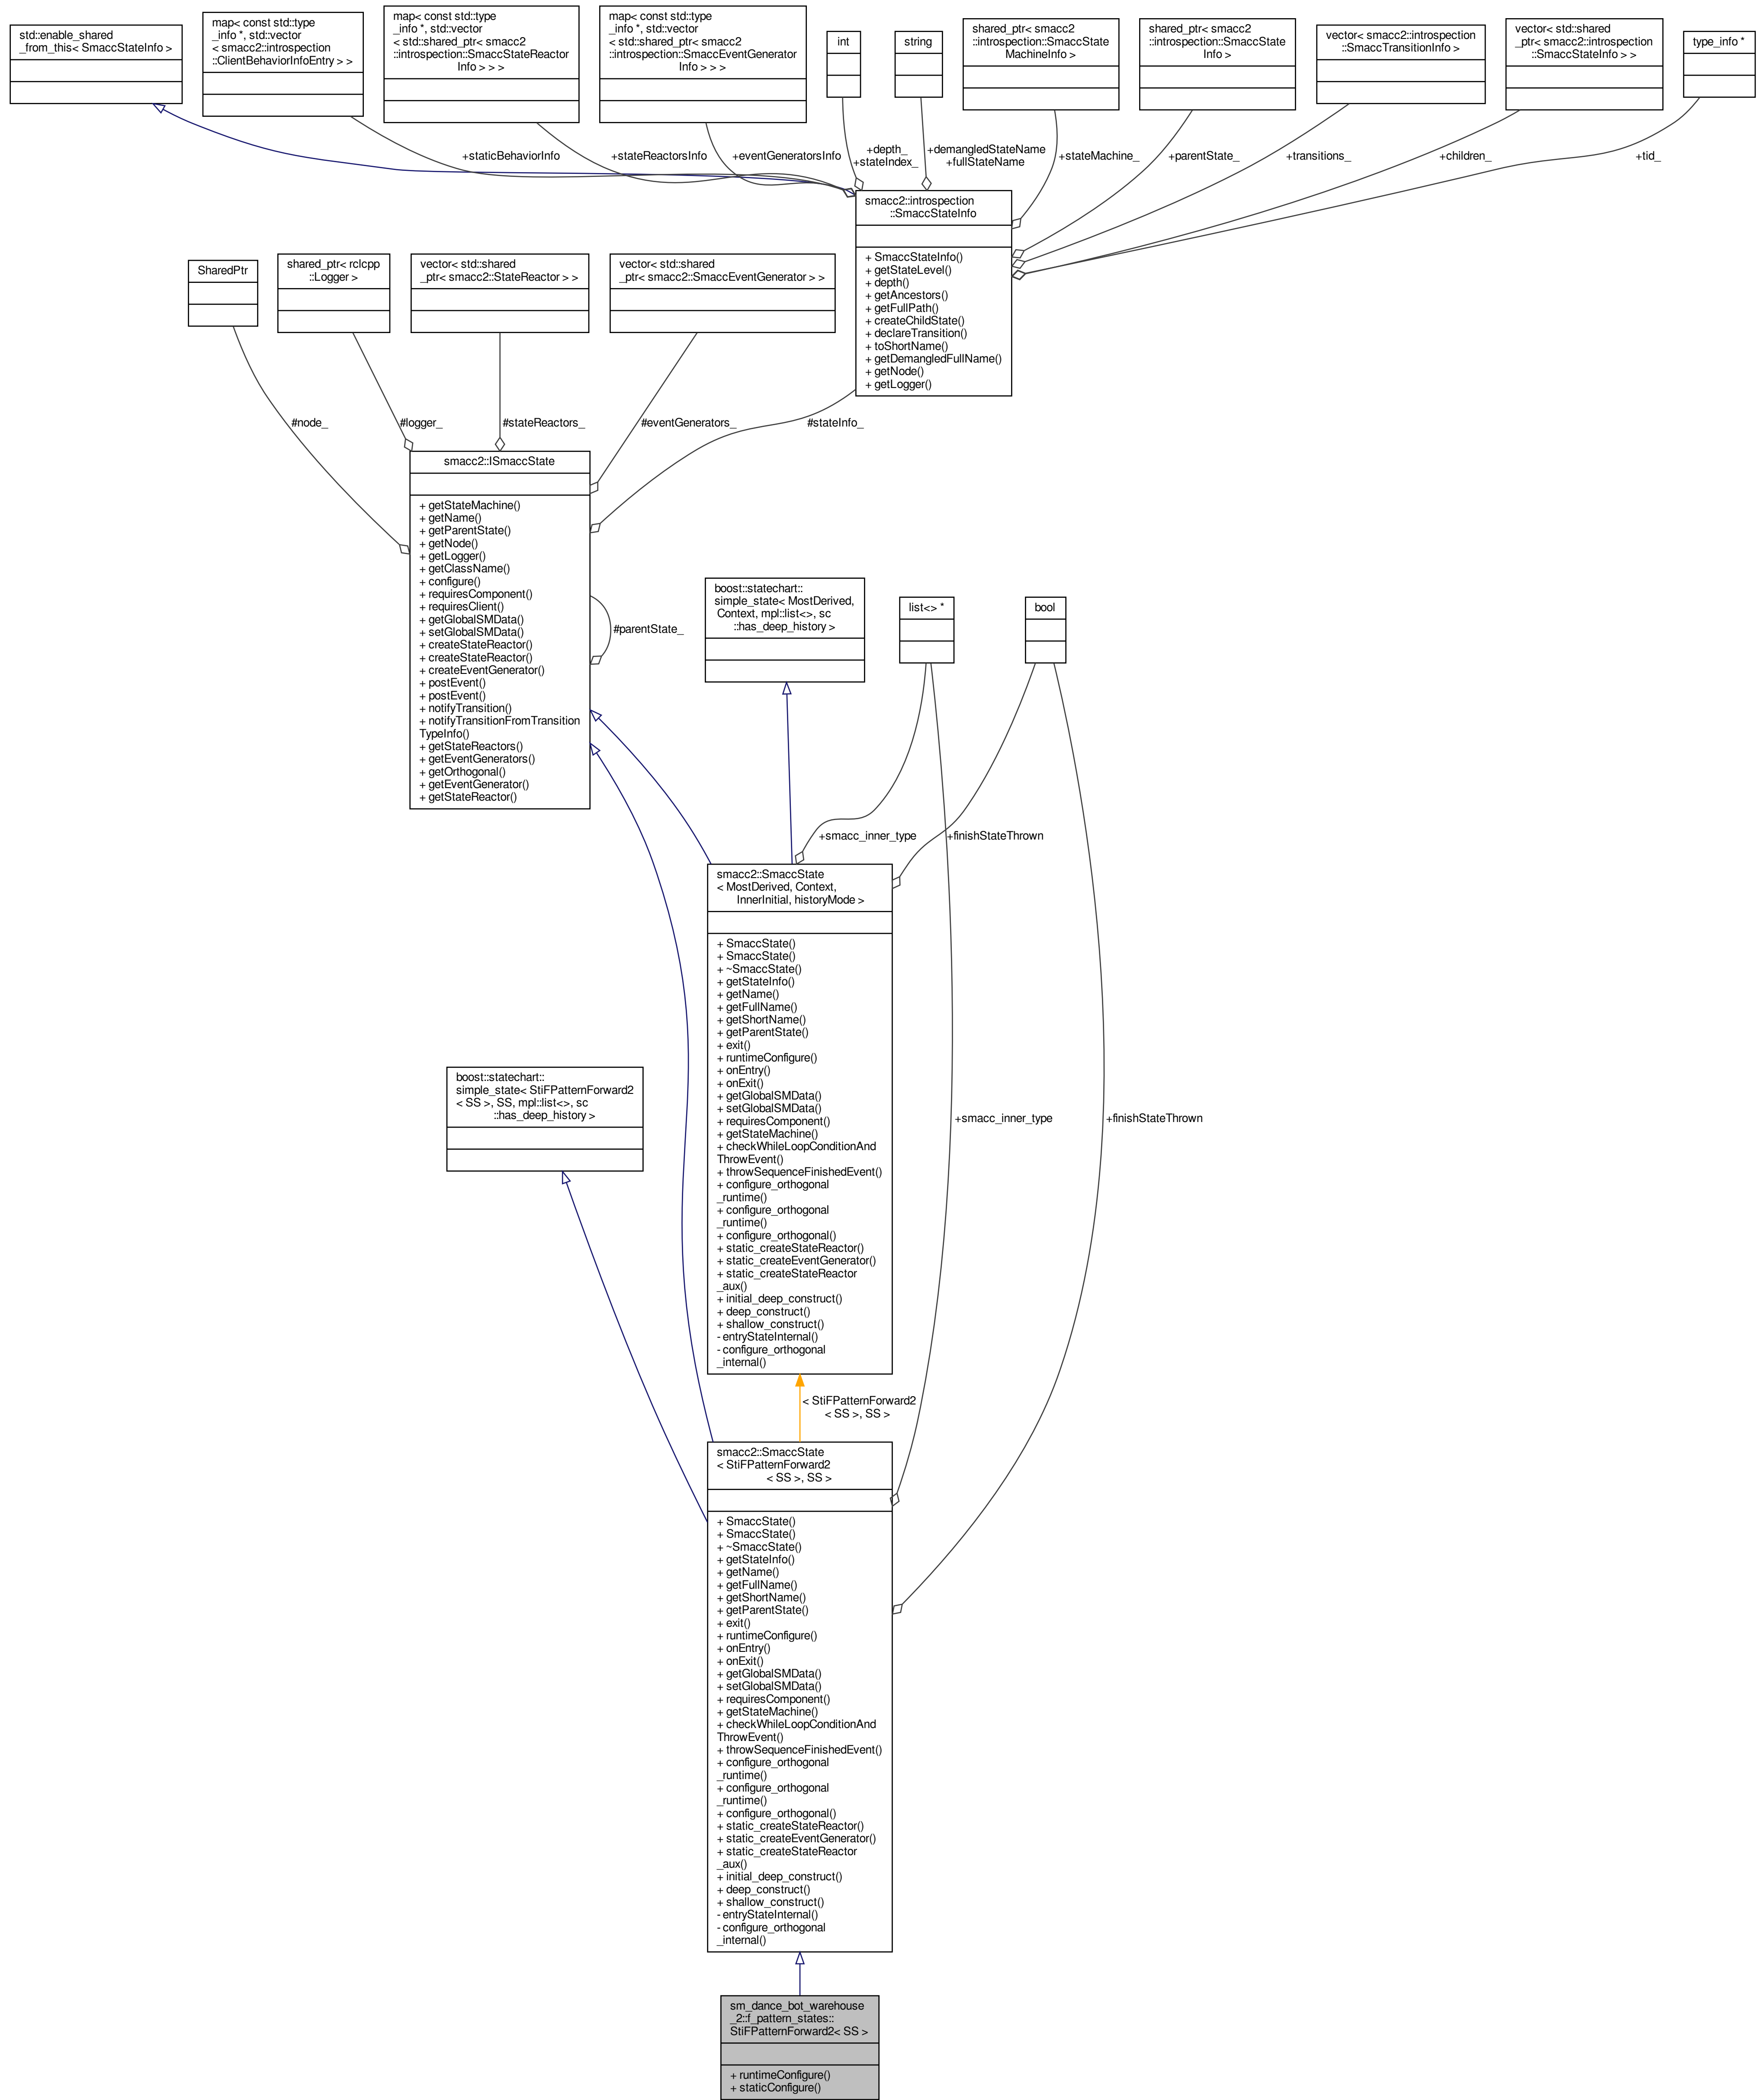 std::enable_shared
_from_this< SmaccStateInfo >
map< const std::type
_info *, std::vector
< smacc2::introspection
::ClientBehaviorInfoEntry > >
map< const std::type
_info *, std::vector
< std::shared_ptr< smacc2
::introspection::SmaccStateReactor
Info > > >
map< const std::type
_info *, std::vector
< std::shared_ptr< smacc2
::introspection::SmaccEventGenerator
Info > > >
int
string
shared_ptr< smacc2
::introspection::SmaccState
MachineInfo >
shared_ptr< smacc2
::introspection::SmaccState
Info >
vector< smacc2::introspection
::SmaccTransitionInfo >
vector< std::shared
_ptr< smacc2::introspection
::SmaccStateInfo > >
type_info *
+staticBehaviorInfo
+stateReactorsInfo
+eventGeneratorsInfo
+depth_
+stateIndex_
+demangledStateName
+fullStateName
+stateMachine_
+parentState_
+transitions_
+children_
+tid_
smacc2::introspection
::SmaccStateInfo
+ SmaccStateInfo()
+ getStateLevel()
+ depth()
+ getAncestors()
+ getFullPath()
+ createChildState()
+ declareTransition()
+ toShortName()
+ getDemangledFullName()
+ getNode()
+ getLogger()
SharedPtr
shared_ptr< rclcpp
::Logger >
vector< std::shared
_ptr< smacc2::StateReactor > >
vector< std::shared
_ptr< smacc2::SmaccEventGenerator > >
#node_
#logger_
#stateReactors_
#eventGenerators_
#stateInfo_
smacc2::ISmaccState
+ getStateMachine()
+ getName()
+ getParentState()
+ getNode()
+ getLogger()
+ getClassName()
+ configure()
+ requiresComponent()
+ requiresClient()
+ getGlobalSMData()
+ setGlobalSMData()
+ createStateReactor()
+ createStateReactor()
+ createEventGenerator()
+ postEvent()
+ postEvent()
+ notifyTransition()
+ notifyTransitionFromTransition
TypeInfo()
+ getStateReactors()
+ getEventGenerators()
+ getOrthogonal()
+ getEventGenerator()
+ getStateReactor()
#parentState_
boost::statechart::
simple_state< MostDerived,
Context, mpl::list<>, sc
::has_deep_history >
list<> *
bool
+smacc_inner_type
+finishStateThrown
smacc2::SmaccState
< MostDerived, Context,
InnerInitial, historyMode >
+ SmaccState()
+ SmaccState()
+ ~SmaccState()
+ getStateInfo()
+ getName()
+ getFullName()
+ getShortName()
+ getParentState()
+ exit()
+ runtimeConfigure()
+ onEntry()
+ onExit()
+ getGlobalSMData()
+ setGlobalSMData()
+ requiresComponent()
+ getStateMachine()
+ checkWhileLoopConditionAnd
ThrowEvent()
+ throwSequenceFinishedEvent()
+ configure_orthogonal
_runtime()
+ configure_orthogonal
_runtime()
+ configure_orthogonal()
+ static_createStateReactor()
+ static_createEventGenerator()
+ static_createStateReactor
_aux()
+ initial_deep_construct()
+ deep_construct()
+ shallow_construct()
- entryStateInternal()
- configure_orthogonal
_internal()
boost::statechart::
simple_state< StiFPatternForward2
< SS >, SS, mpl::list<>, sc
::has_deep_history >
+smacc_inner_type
+finishStateThrown
< StiFPatternForward2
< SS >, SS >
smacc2::SmaccState
< StiFPatternForward2
< SS >, SS >
+ SmaccState()
+ SmaccState()
+ ~SmaccState()
+ getStateInfo()
+ getName()
+ getFullName()
+ getShortName()
+ getParentState()
+ exit()
+ runtimeConfigure()
+ onEntry()
+ onExit()
+ getGlobalSMData()
+ setGlobalSMData()
+ requiresComponent()
+ getStateMachine()
+ checkWhileLoopConditionAnd
ThrowEvent()
+ throwSequenceFinishedEvent()
+ configure_orthogonal
_runtime()
+ configure_orthogonal
_runtime()
+ configure_orthogonal()
+ static_createStateReactor()
+ static_createEventGenerator()
+ static_createStateReactor
_aux()
+ initial_deep_construct()
+ deep_construct()
+ shallow_construct()
- entryStateInternal()
- configure_orthogonal
_internal()
sm_dance_bot_warehouse
_2::f_pattern_states::
StiFPatternForward2< SS >
+ runtimeConfigure()
+ staticConfigure()